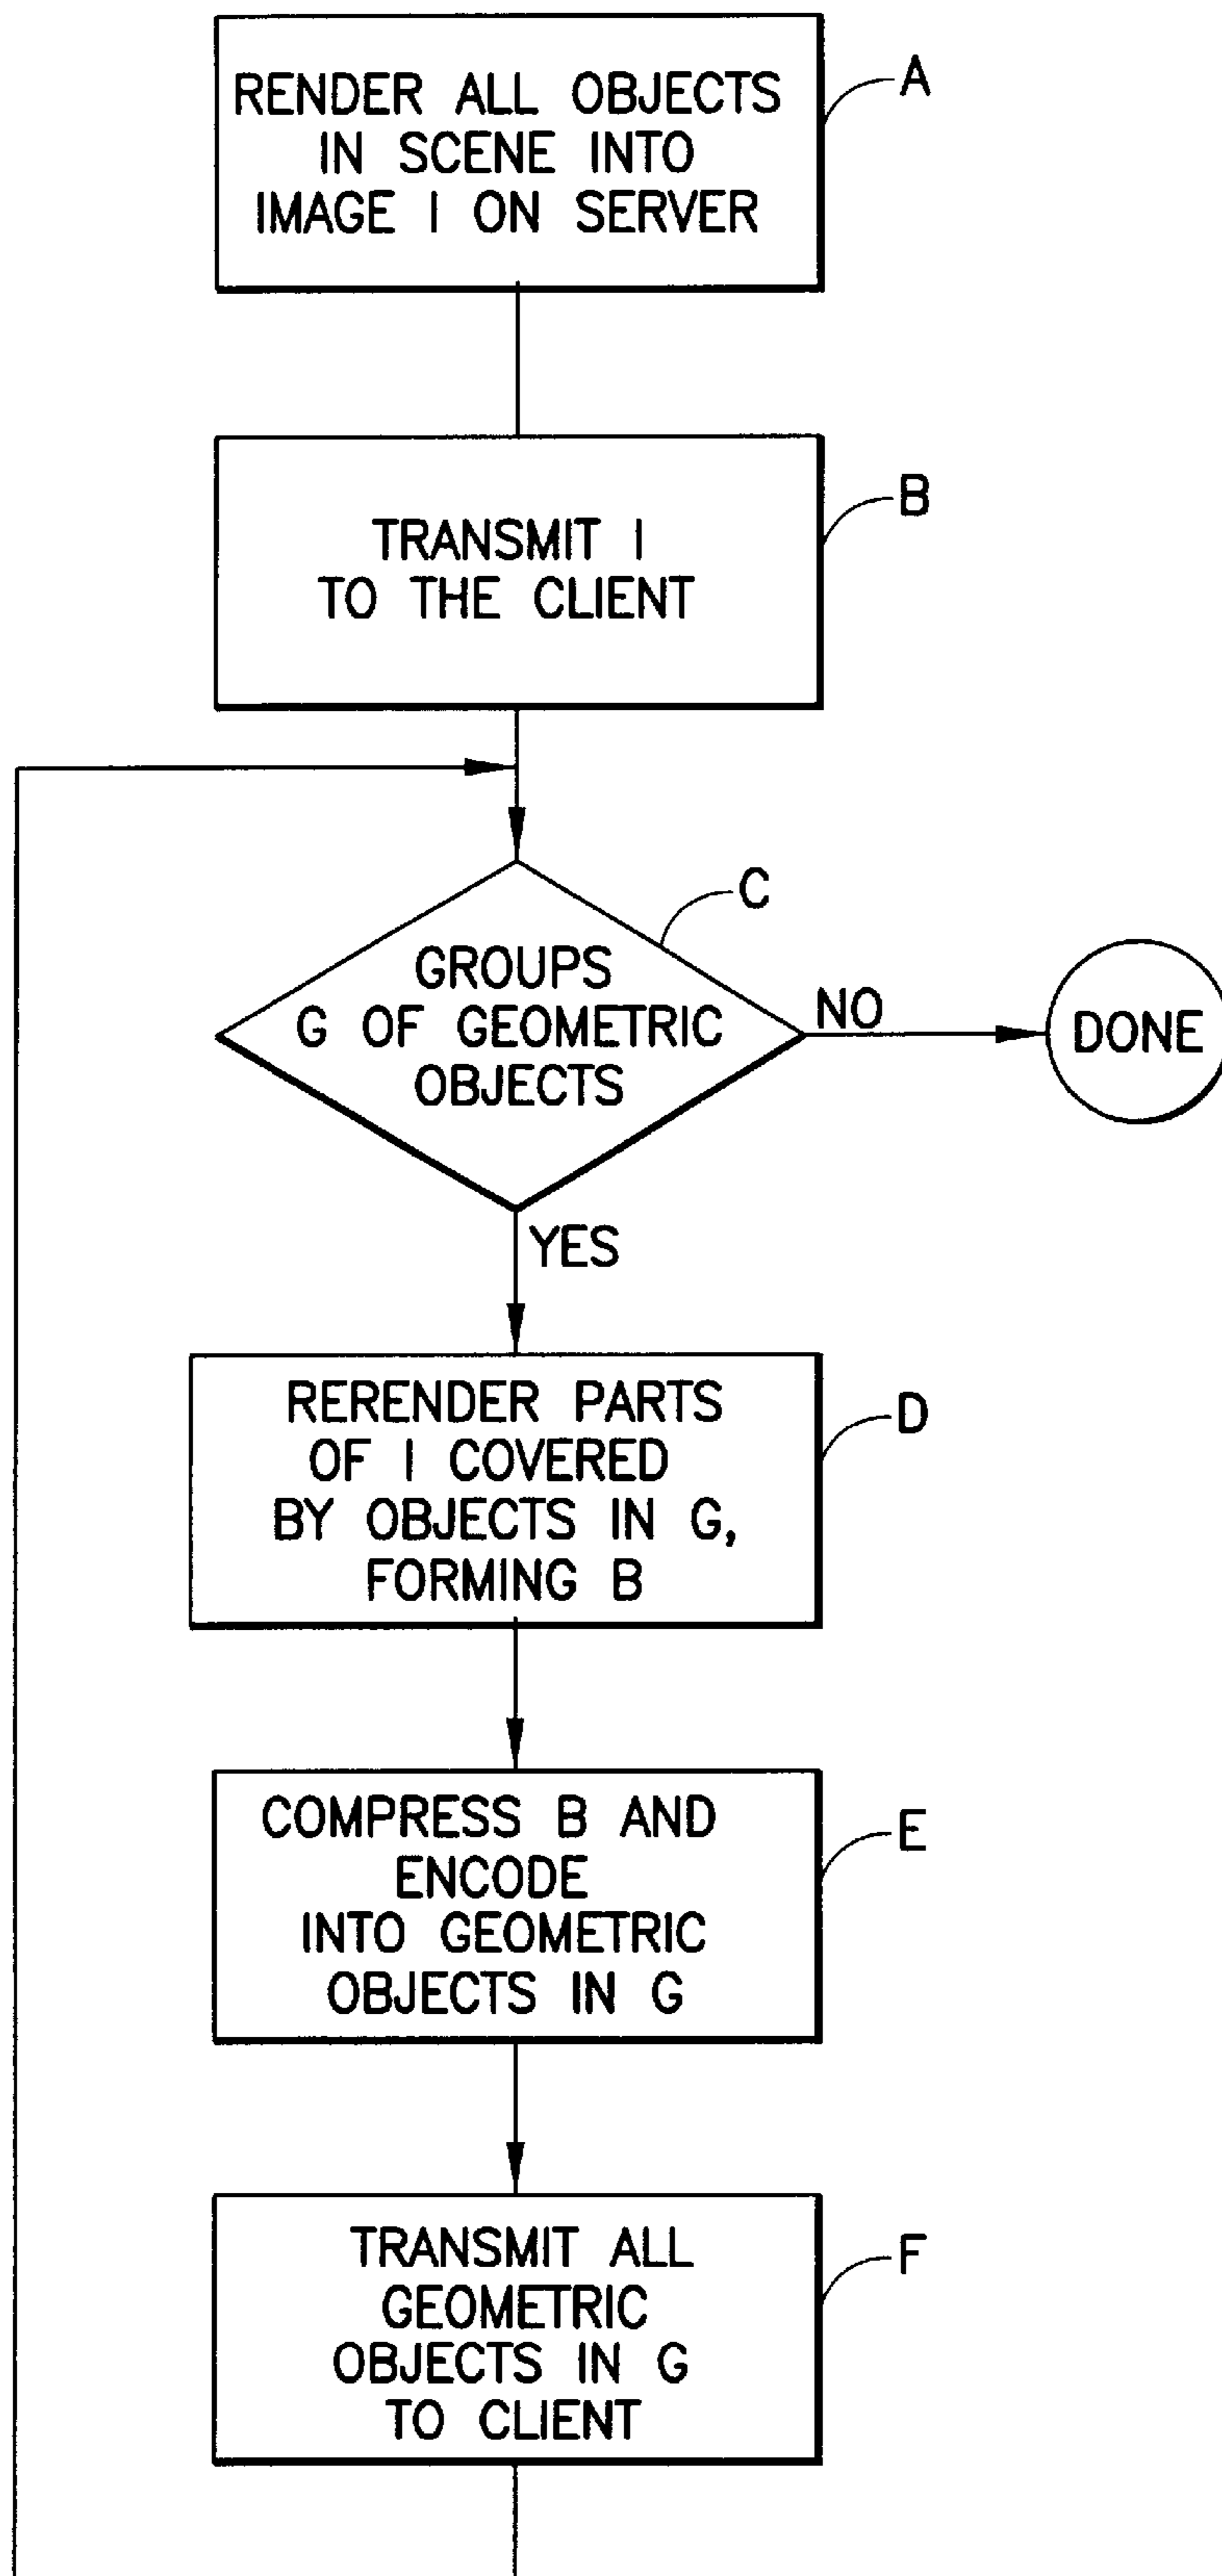 RENDER ALL OBJECTS
IN SCENE INTO
IMAGE I ON SERVER
A
TRANSMIT I
TO THE CLIENT
B
C
GROUPS
G OF GEOMETRIC
OBJECTS
NO
DONE
YES
RERENDER PARTS
OF I COVERED
BY OBJECTS IN G,
FORMING B
D
COMPRESS B AND
ENCODE
INTO GEOMETRIC
OBJECTS IN G
E
TRANSMIT ALL
GEOMETRIC
OBJECTS IN G
TO CLIENT
F